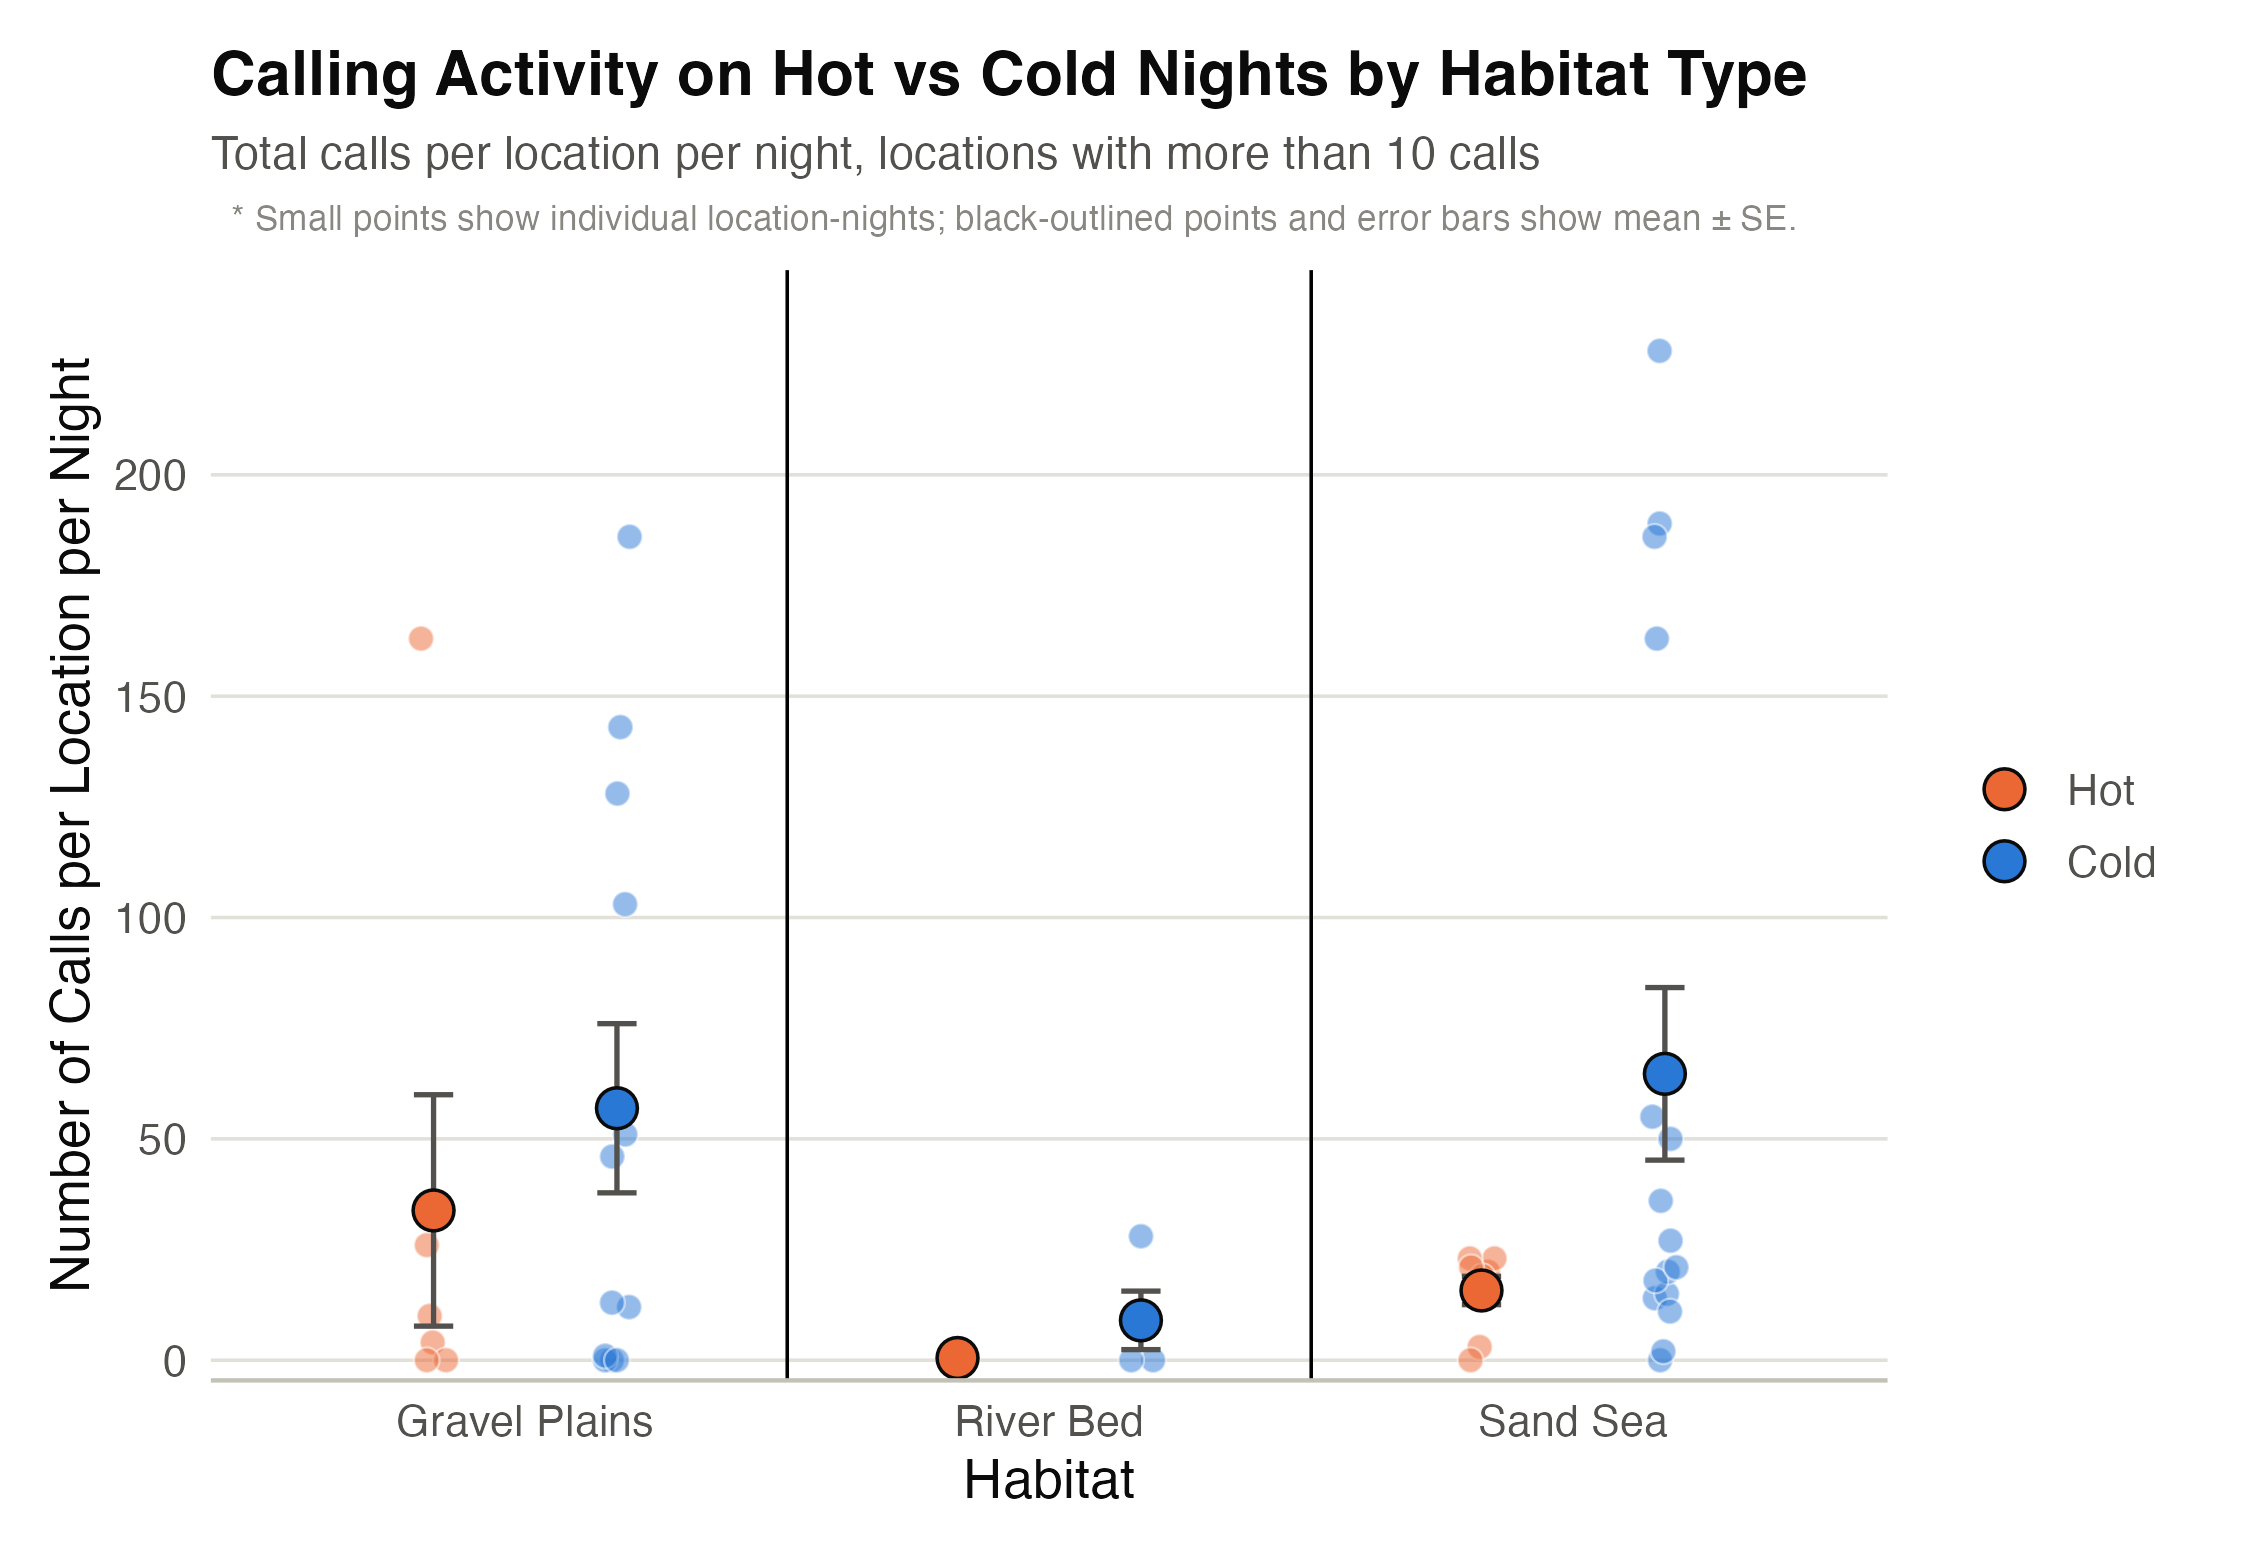 Calling Activity on Hot vs Cold Nights by Habitat Type
Total calls per location per night, locations with more than 10 calls
* Small points show individual location-nights; black-outlined points and error bars show mean ± SE.
Number of Calls per Location per Night
200
150
100
50
0
Gravel Plains
River Bed
Sand Sea
Habitat
Hot
Cold